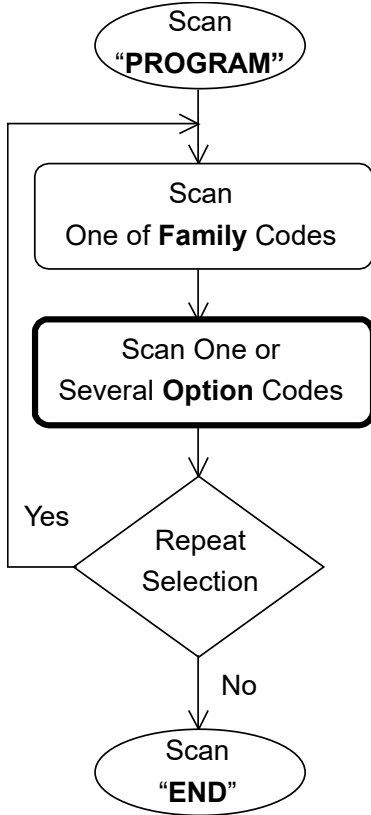 Scan
“PROGRAM”
Scan
One of Family Codes
Scan One or
Several Option Codes
Yes
Repeat
Selection
No
Scan
“END”